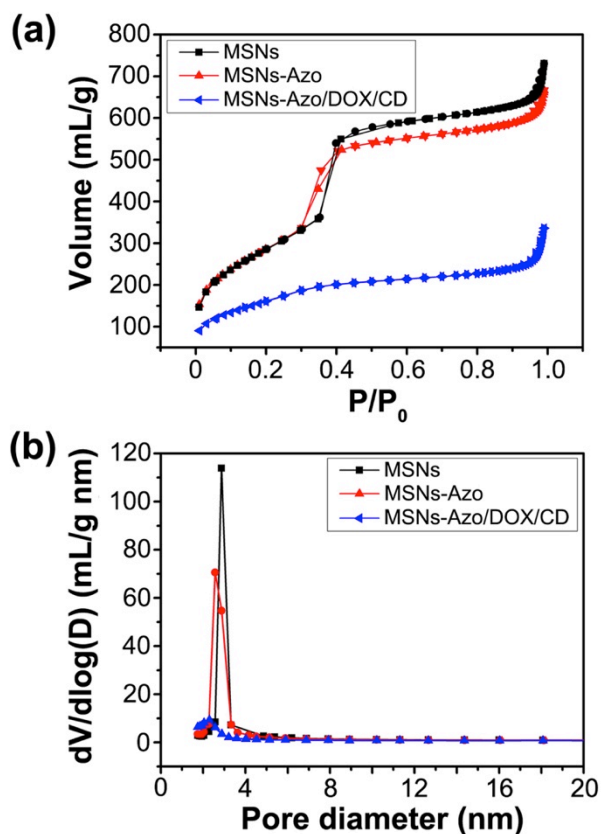 (a)
800
700
600
500
400
300
200
100
Volume (mL/g)
MSNs
MSNs-Azo
MSNs-Azo/DOX/CD
0.0 0.2 0.4 0.6 0.8 1.0
P/P0
(b)
120
100
80
60
40
20
0
dV/dlog(D) (mL/g nm)
MSNs
MSNs-Azo
MSNs-Azo/DOX/CD
0 4 8 12 16 20
Pore diameter (nm)